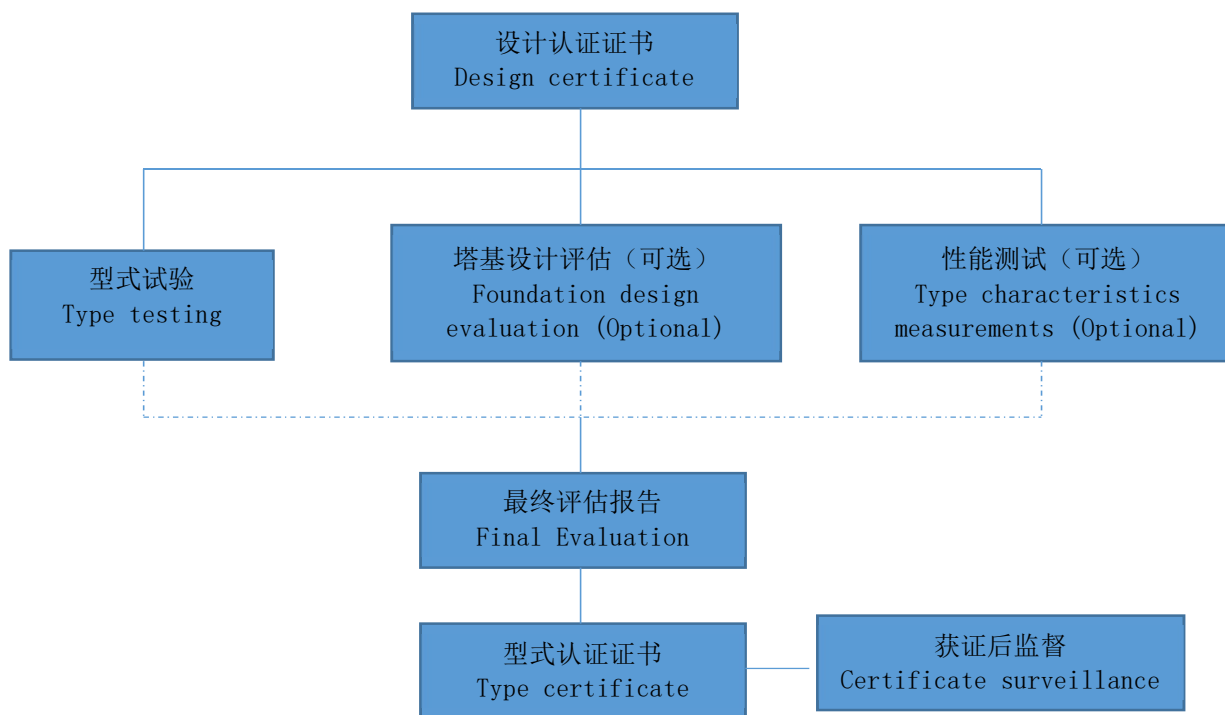 设计认证证书
Design certificate
型式试验
Type testing
塔基设计评估（可选）
Foundation design
evaluation (Optional)
性能测试（可选）
Type characteristics
measurements (Optional)
最终评估报告
Final Evaluation
型式认证证书
Type certificate
获证后监督
Certificate surveillance